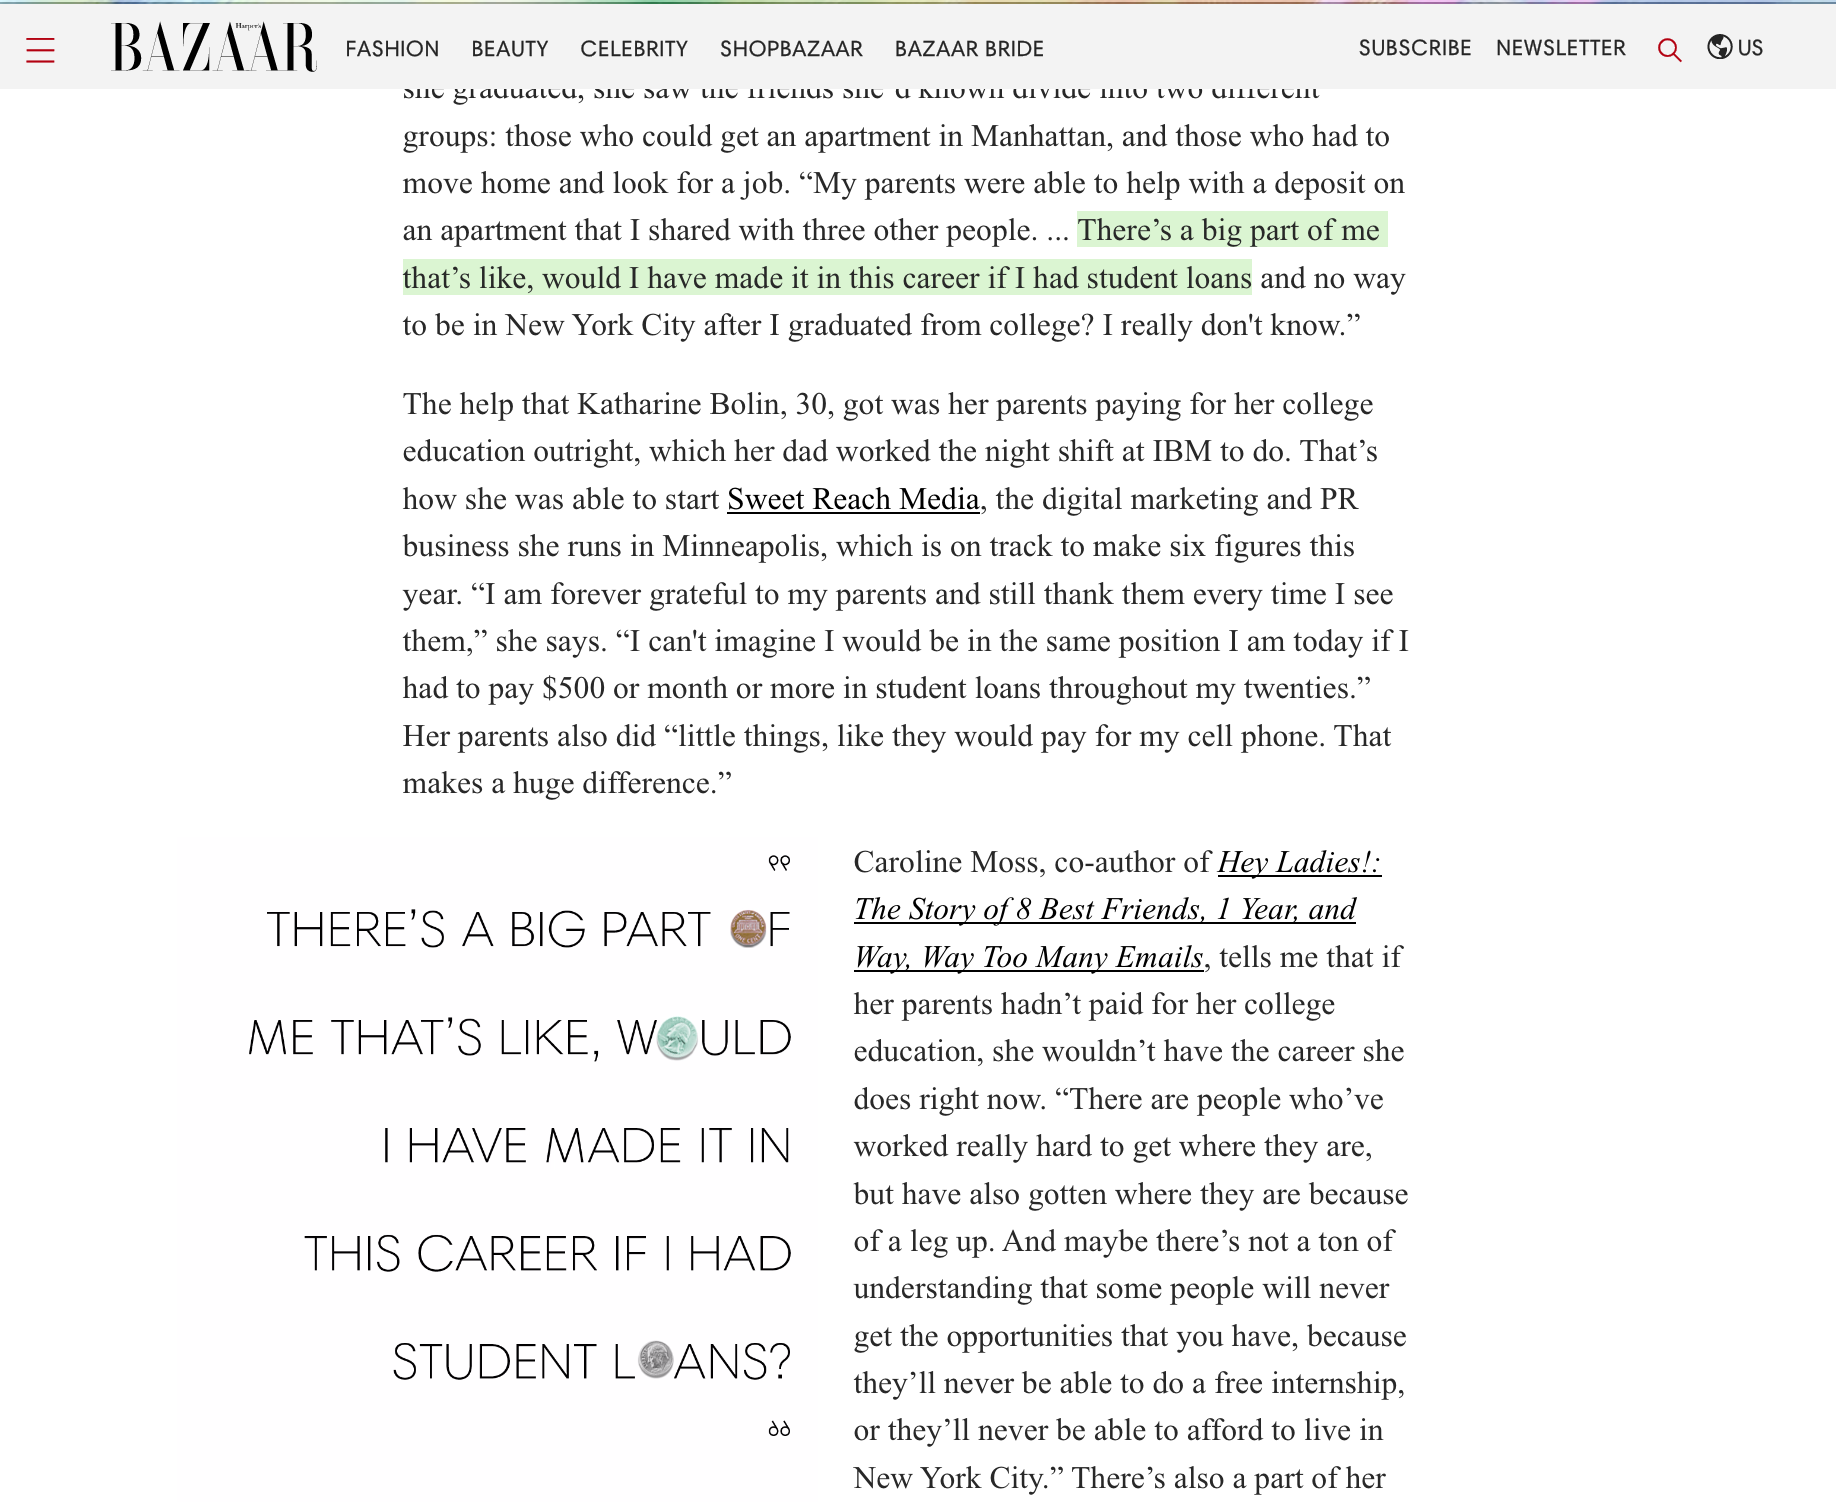 Harper's
BAZAAR
FASHION BEAUTY CELEBRITY SHOPBAZAAR BAZAAR BRIDE SUBSCRIBE NEWSLETTER US
she graduated, she saw the friends she'd known divide into two different
groups: those who could get an apartment in Manhattan, and those who had to
move home and look for a job. “My parents were able to help with a deposit on
an apartment that I shared with three other people. ... There’s a big part of me
that’s like, would I have made it in this career if I had student loans and no way
to be in New York City after I graduated from college? I really don't know.”
The help that Katharine Bolin, 30, got was her parents paying for her college
education outright, which her dad worked the night shift at IBM to do. That’s
how she was able to start Sweet Reach Media, the digital marketing and PR
business she runs in Minneapolis, which is on track to make six figures this
year. “I am forever grateful to my parents and still thank them every time I see
them,” she says. “I can't imagine I would be in the same position I am today if I
had to pay $500 or month or more in student loans throughout my twenties.”
Her parents also did “little things, like they would pay for my cell phone. That
makes a huge difference.”
“
THERE’S A BIG PART OF
ME THAT’S LIKE, WOULD
I HAVE MADE IT IN
THIS CAREER IF I HAD
STUDENT LOANS?
”
Caroline Moss, co-author of Hey Ladies!:
The Story of 8 Best Friends, 1 Year, and
Way, Way Too Many Emails, tells me that if
her parents hadn’t paid for her college
education, she wouldn’t have the career she
does right now. “There are people who’ve
worked really hard to get where they are,
but have also gotten where they are because
of a leg up. And maybe there’s not a ton of
understanding that some people will never
get the opportunities that you have, because
they’ll never be able to do a free internship,
or they’ll never be able to afford to live in
New York City.” There’s also a part of her